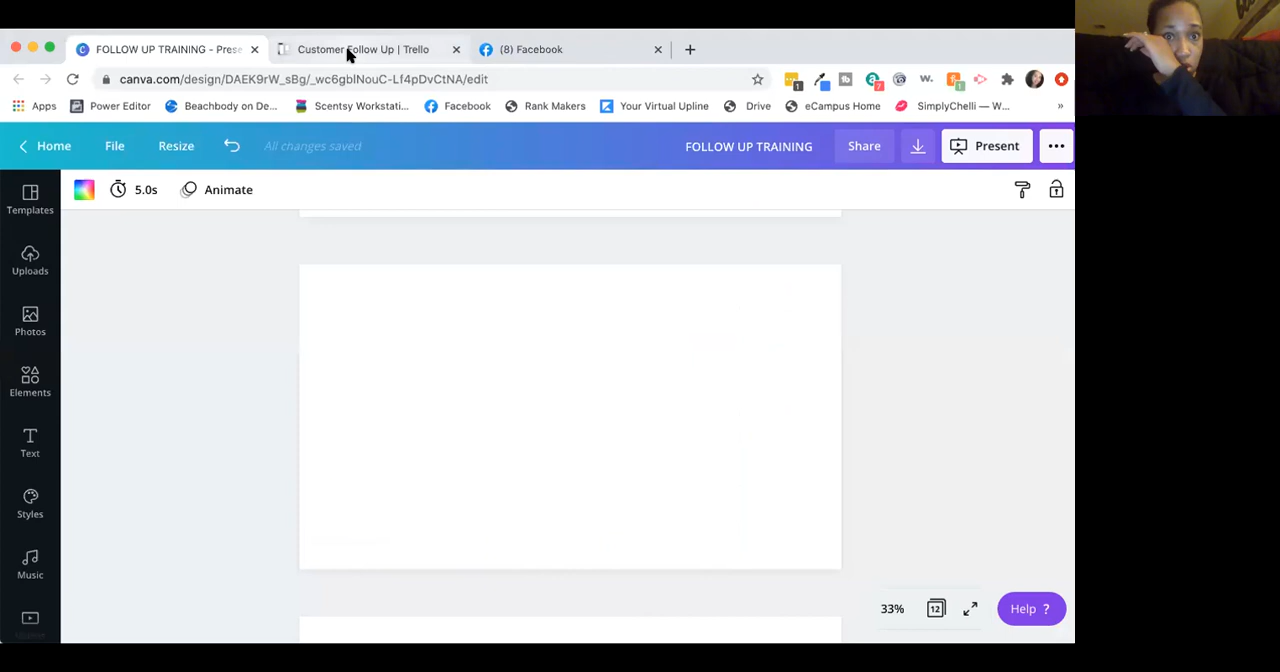 FOLLOW UP TRAINING - Prese
Customer Follow Up | Trello
(8) Facebook
canva.com/design/DAEK9rW_sBg/_wc6gblNouC-Lf4pDvCtNA/edit
1
7
1
Apps
Power Editor
Beachbody on De...
Scentsy Workstati...
Facebook
Rank Makers
Your Virtual Upline
Drive
eCampus Home
SimplyChelli — W...
»
Home
File
Resize
All changes saved
FOLLOW UP TRAINING
Share
Present
5.0s
Animate
Templates
Uploads
Photos
Elements
Text
Styles
Music
33%
12
Help ?